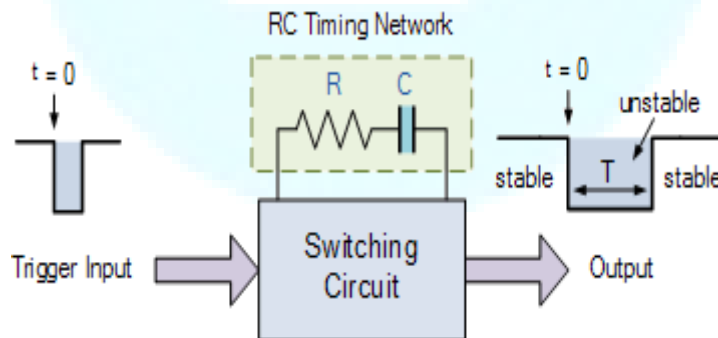 RC Timing Network
t = 0
R
C
t = 0
unstable
stable
T
stable
Trigger Input
Switching
Circuit
Output